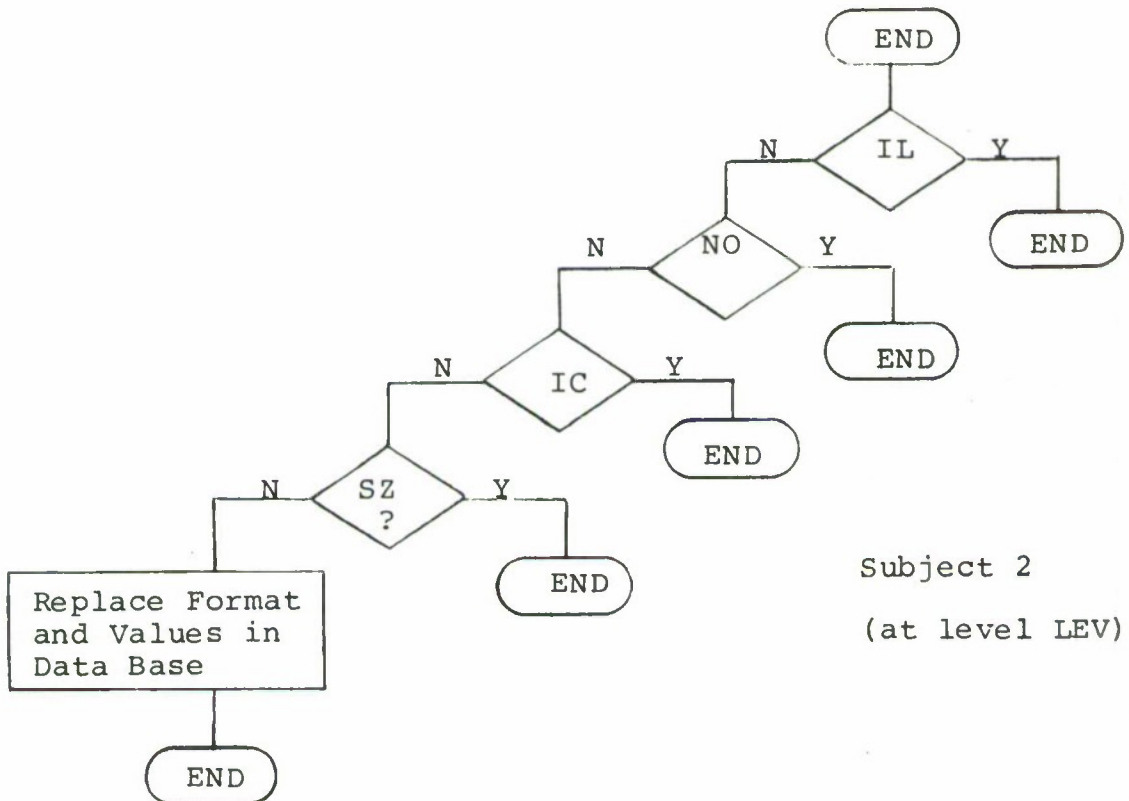 END
IL
N
Y
END
NO
N
Y
END
IC
N
Y
END
SZ
?
N
Y
END
Subject 2
(at level LEV)
Replace Format
and Values in
Data Base
END